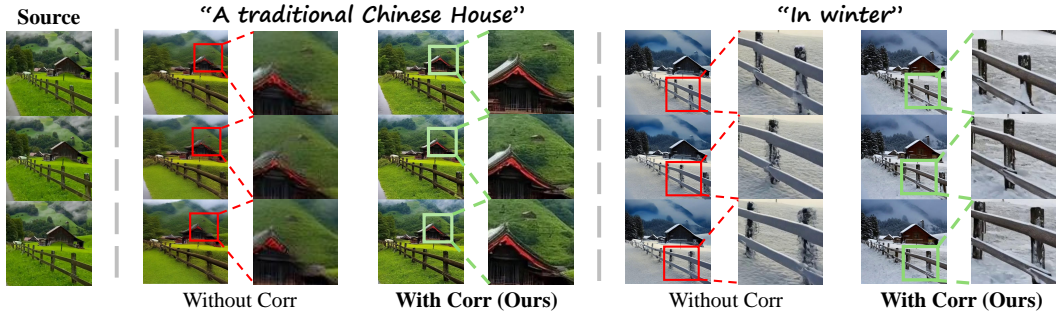 Source
“A traditional Chinese House”
“In winter”
Without Corr
With Corr (Ours)
Without Corr
With Corr (Ours)